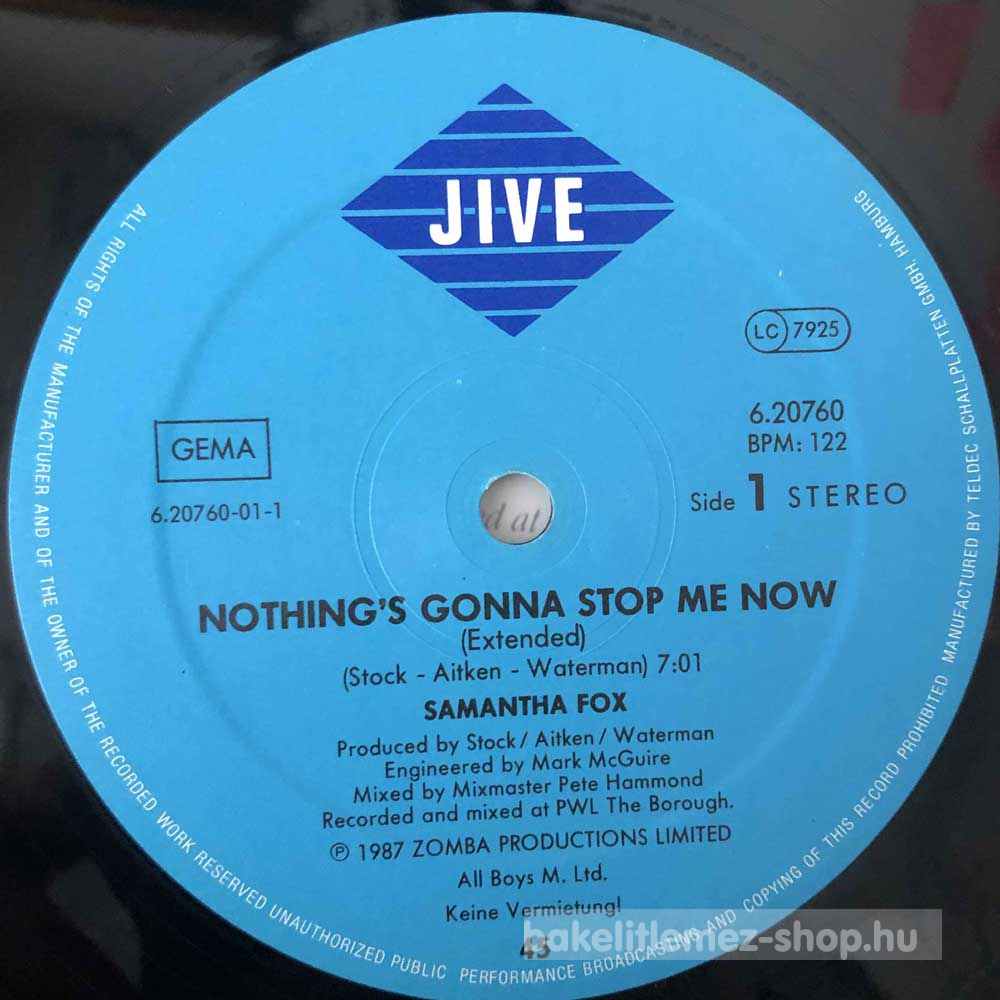 JIVE
LC 7925
GEMA
6.20760-01-1
6.20760
BPM: 122
Side 1 STEREO
d at
NOTHING'S GONNA STOP ME NOW
(Extended)
(Stock - Aitken - Waterman) 7:01
SAMANTHA FOX
Produced by Stock / Aitken / Waterman
Engineered by Mark McGuire
Mixed by Mixmaster Pete Hammond
Recorded and mixed at PWL The Borough.
℗ 1987 ZOMBA PRODUCTIONS LIMITED
All Boys M. Ltd.
Keine Vermietung!
45
ALL RIGHTS OF THE MANUFACTURER AND OF THE OWNER OF THE RECORDED WORK RESERVED UNAUTHORIZED PUBLIC PERFORMANCE BROADCASTING AND COPYING OF THIS RECORD PROHIBITED MANUFACTURED BY TELDEC SCHALLPLATTEN GMBH, HAMBURG
bakelitlemez-shop.hu